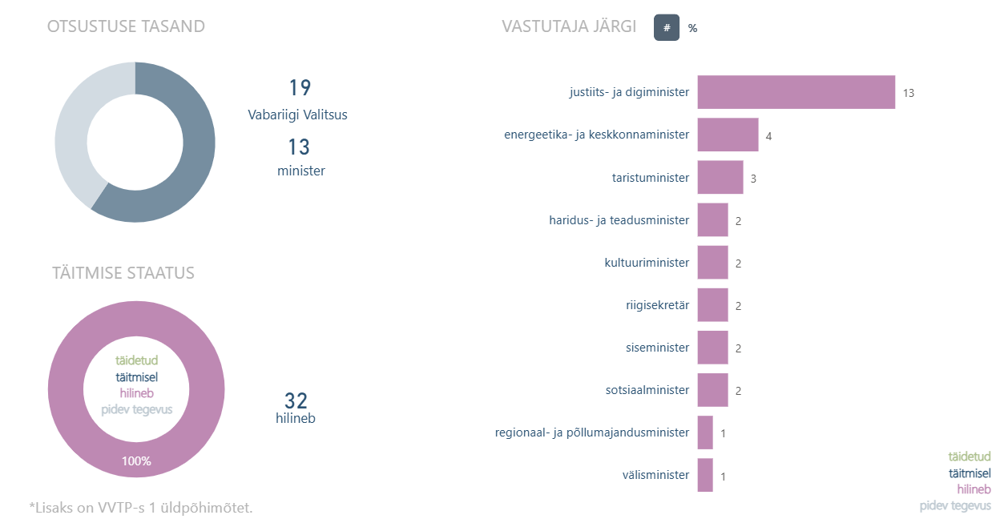 OTSUSTUSE TASAND
19
Vabariigi Valitsus
13
minister
TÄITMISE STAATUS
täidetud
täitmisel
hilineb
pidev tegevus
100%
32
hilineb
*Lisaks on VVTP-s 1 üldpõhimõtet.
VASTUTAJA JÄRGI # %
justiits- ja digiminister 13
energeetika- ja keskkonnaminister 4
taristuminister 3
haridus- ja teadusminister 2
kultuuriminister 2
riigisekretär 2
siseminister 2
sotsiaalminister 2
regionaal- ja põllumajandusminister 1
välisminister 1
täidetud
täitmisel
hilineb
pidev tegevus